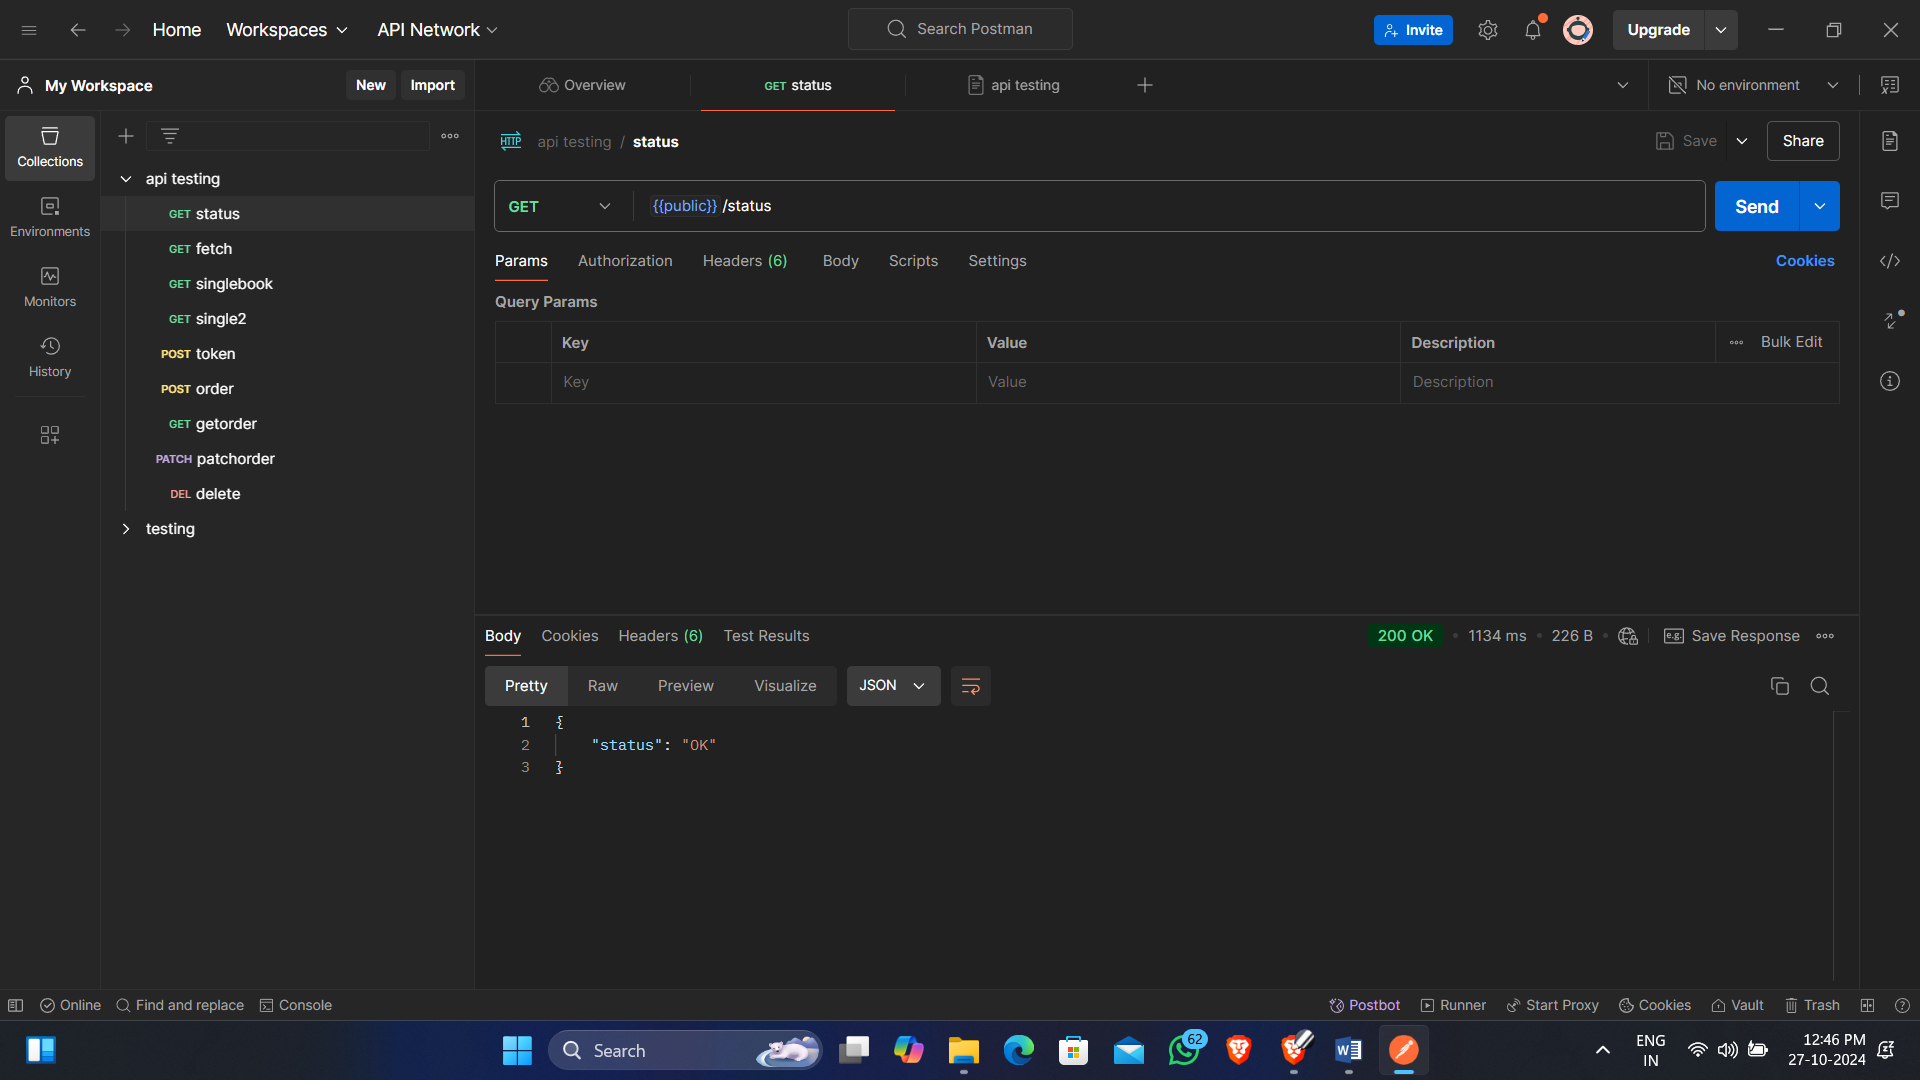 Home Workspaces API Network Search Postman Invite Upgrade
My Workspace New Import Overview GET status api testing No environment
Collections
Environments
Monitors
History
api testing
GET status
GET fetch
GET singlebook
GET single2
POST token
POST order
GET getorder
PATCH patchorder
DEL delete
testing
HTTP api testing / status Save Share
GET {{public}} /status Send
Params Authorization Headers (6) Body Scripts Settings Cookies
Query Params
Key Value Description Bulk Edit
Key Value Description
Body Cookies Headers (6) Test Results 200 OK 1134 ms 226 B e.g. Save Response
Pretty Raw Preview Visualize JSON
1 {
2 "status": "OK"
3 }
Online Find and replace Console Postbot Runner Start Proxy Cookies Vault Trash
Search 62 ENG IN 12:46 PM 27-10-2024